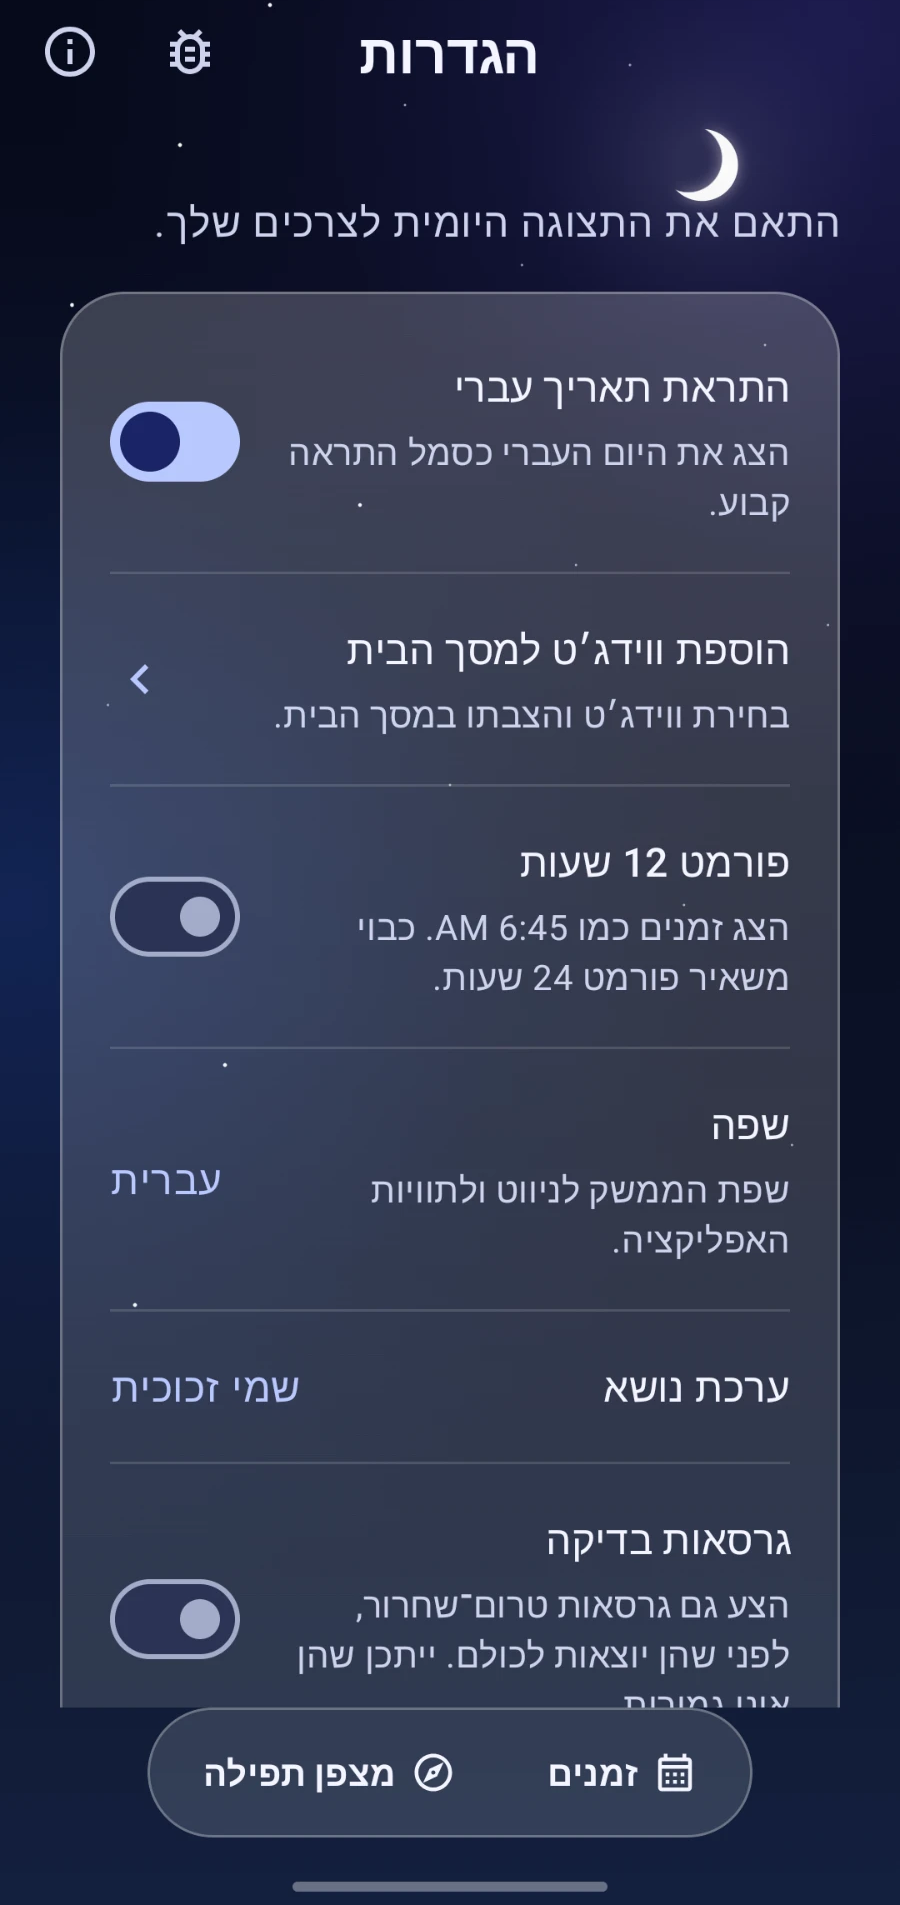 הגדרות
התאם את התצוגה היומית לצרכים שלך.
התראת תאריך עברי
הצג את היום העברי כסמל התראה
קבוע.
הוספת ווידג׳ט למסך הבית
בחירת ווידג׳ט והצבתו במסך הבית.
פורמט 12 שעות
הצג זמנים כמו 6:45 AM. כבוי
משאיר פורמט 24 שעות.
שפה
שפת הממשק לניווט ולתוויות
האפליקציה.
עברית
ערכת נושא
שמי זכוכית
גרסאות בדיקה
הצע גם גרסאות טרום־שחרור,
לפני שהן יוצאות לכולם. ייתכן שהן
זמנים
מצפן תפילה